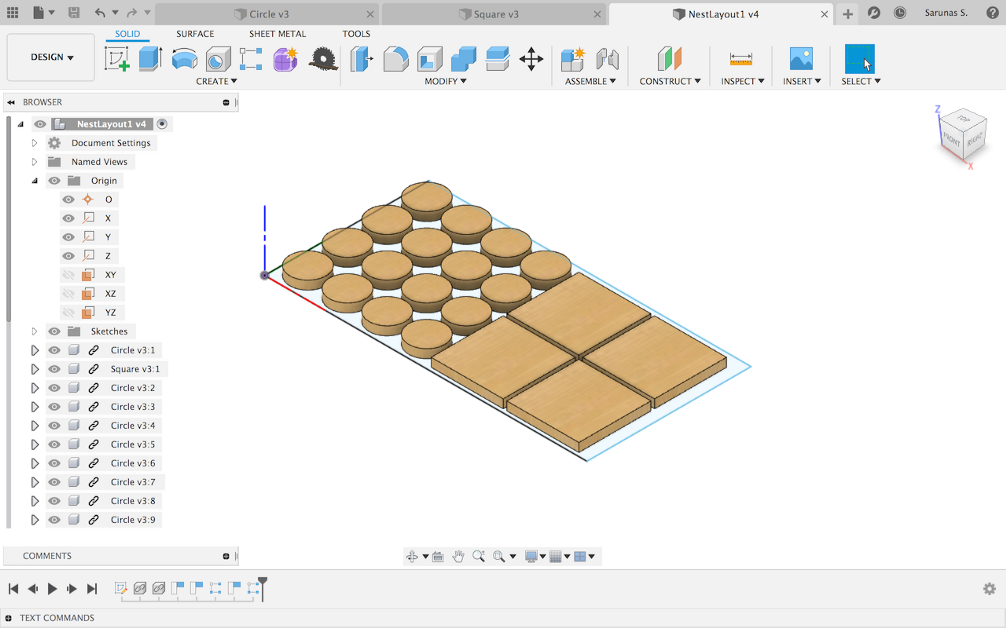 Circle v3
Square v3
NestLayout1 v4
Sarunas S.
SOLID
SURFACE
SHEET METAL
TOOLS
DESIGN
CREATE
MODIFY
ASSEMBLE
CONSTRUCT
INSPECT
INSERT
SELECT
BROWSER
NestLayout1 v4
Document Settings
Named Views
Origin
O
X
Y
Z
XY
XZ
YZ
Sketches
Circle v3:1
Square v3:1
Circle v3:2
Circle v3:3
Circle v3:4
Circle v3:5
Circle v3:6
Circle v3:7
Circle v3:8
Circle v3:9
Z
TOP
FRONT
RIGHT
X
COMMENTS
TEXT COMMANDS